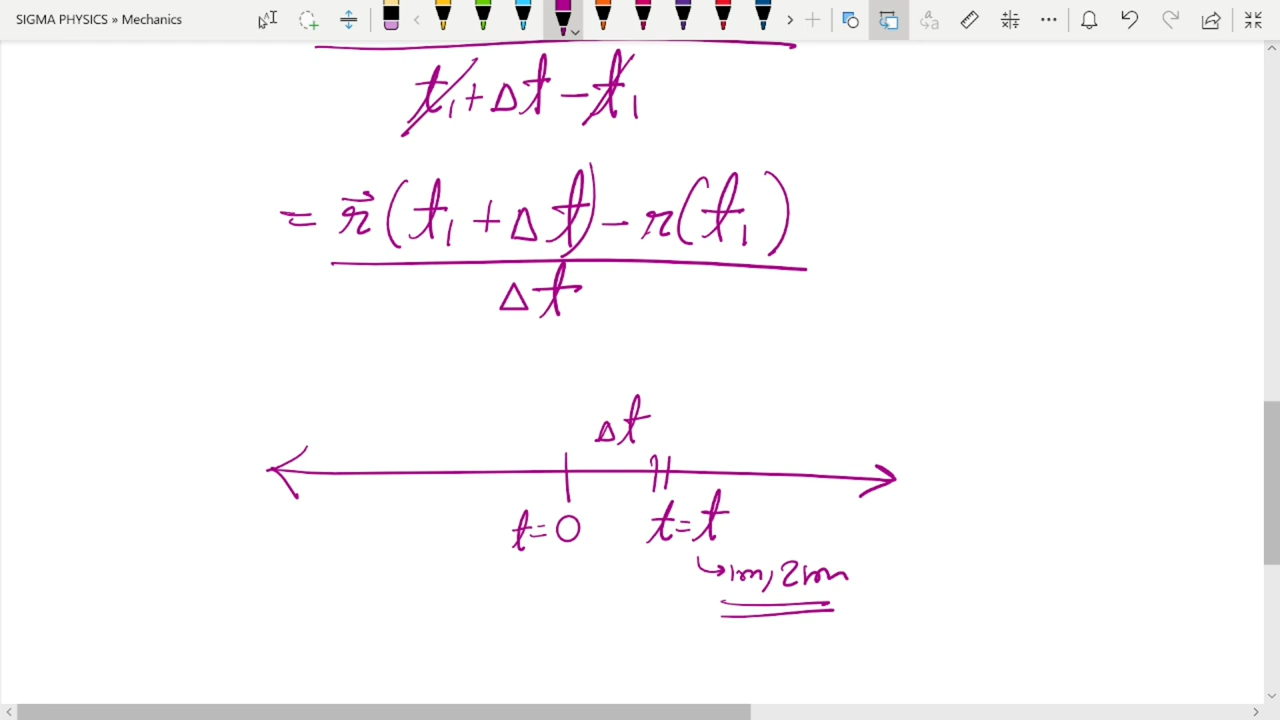 SIGMA PHYSICS » Mechanics
t₁ + Δt − t₁
= r⃗(t₁ + Δt) − r(t₁)
Δt
Δt
t=0 t=t
↳1m, 2m